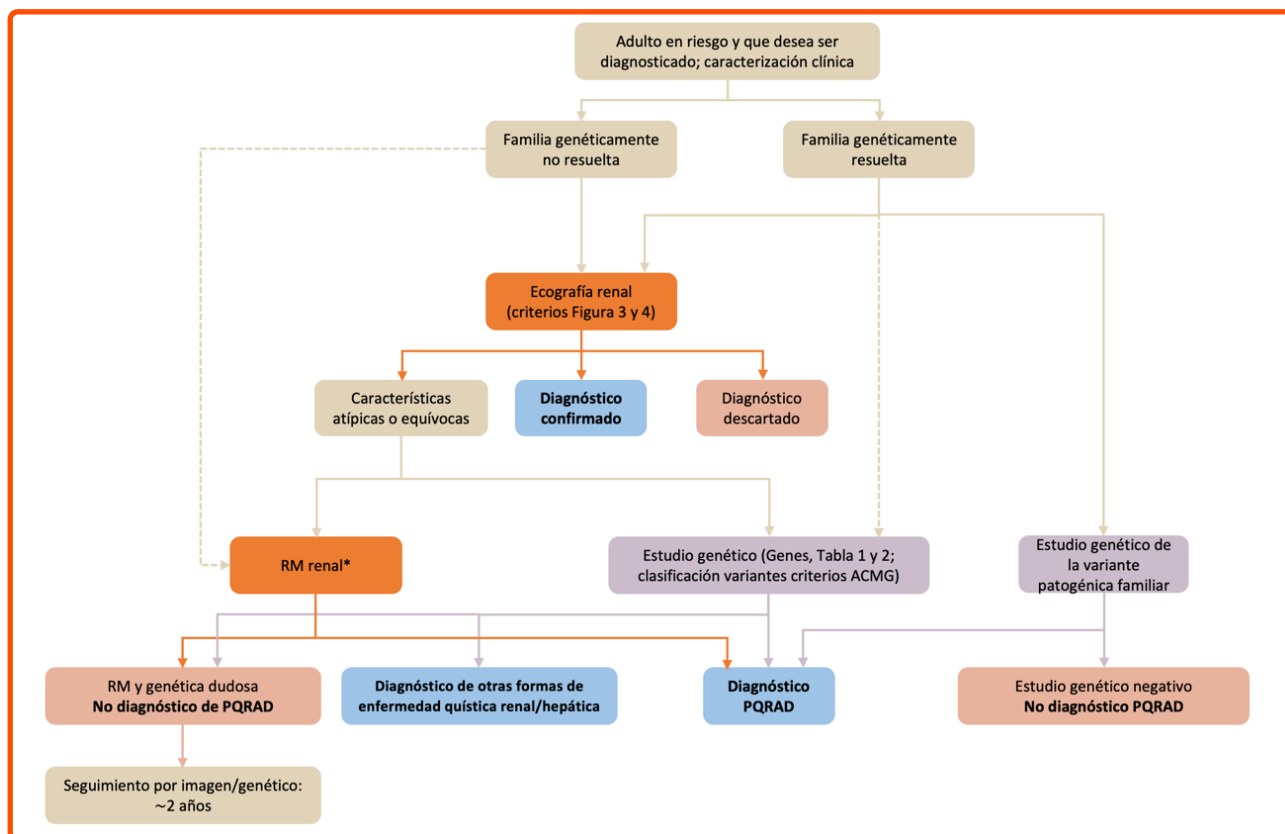 Adulto en riesgo y que desea ser
diagnosticado; caracterización clínica
Familia genéticamente
no resuelta
Familia genéticamente
resuelta
Ecografía renal
(criterios Figura 3 y 4)
Características
atípicas o equívocas
Diagnóstico
confirmado
Diagnóstico
descartado
RM renal*
Estudio genético (Genes, Tabla 1 y 2;
clasificación variantes criterios ACMG)
Estudio genético de
la variante
patogénica familiar
RM y genética dudosa
No diagnóstico de PQRAD
Diagnóstico de otras formas de
enfermedad quística renal/hepática
Diagnóstico
PQRAD
Estudio genético negativo
No diagnóstico PQRAD
Seguimiento por imagen/genético:
~2 años